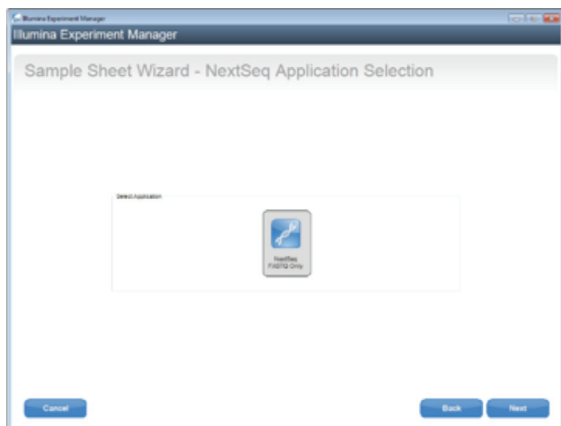 Illumina Experiment Manager
Illumina Experiment Manager
Sample Sheet Wizard - NextSeq Application Selection
Select Application
NextSeq
FASTQ Only
Cancel
Back
Next